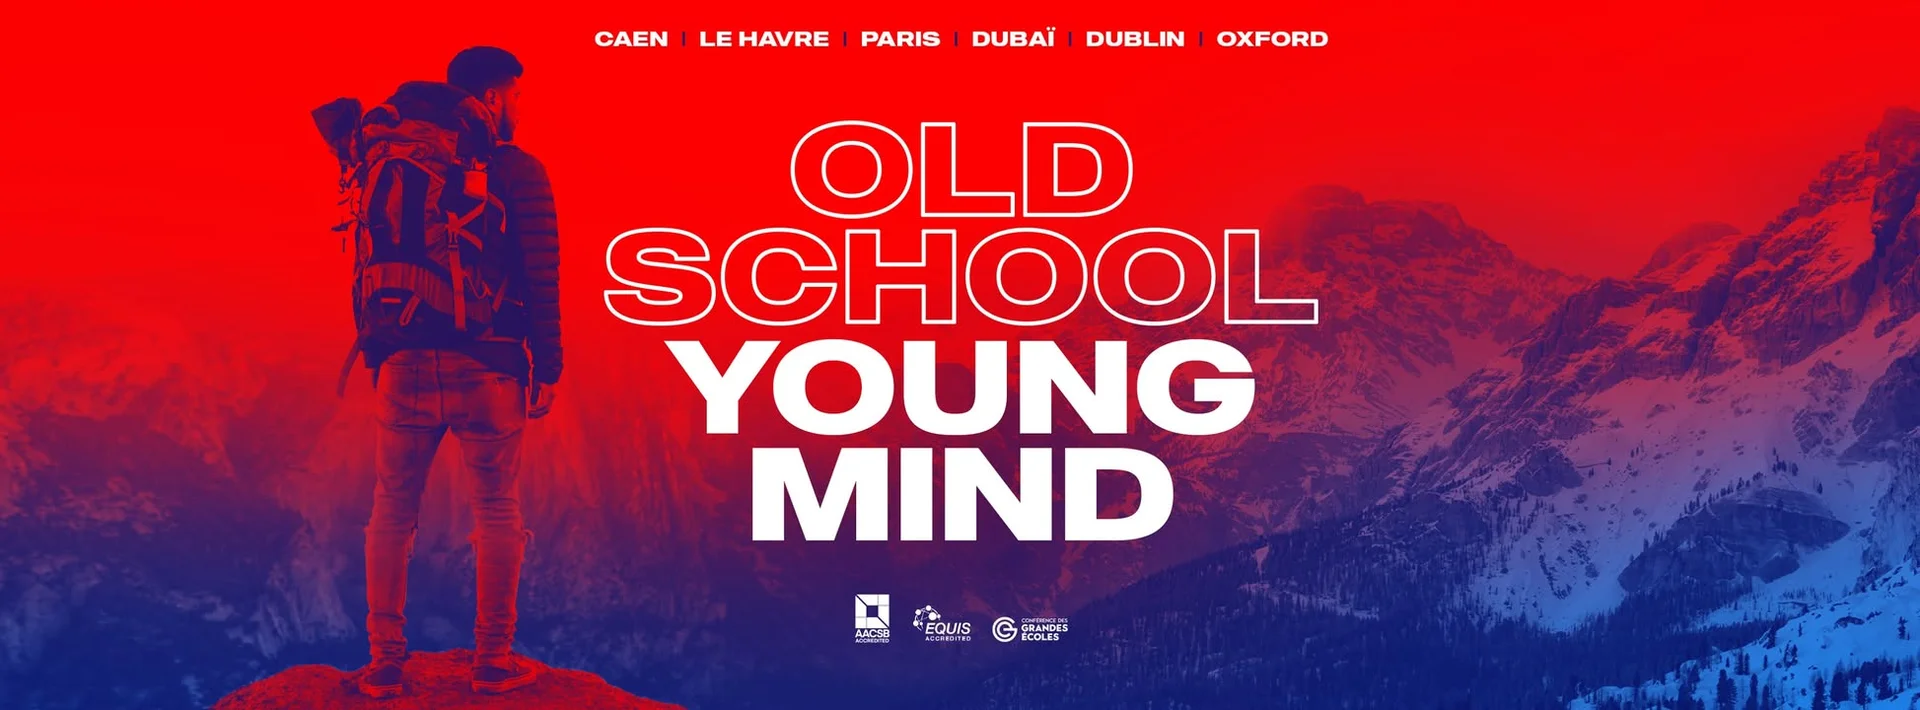 CAEN | LE HAVRE | PARIS | DUBAÏ | DUBLIN | OXFORD
OLD
SCHOOL
YOUNG
MIND
AACSB
ACCREDITED
EQUIS
ACCREDITED
CONFÉRENCE DES
GRANDES
ÉCOLES